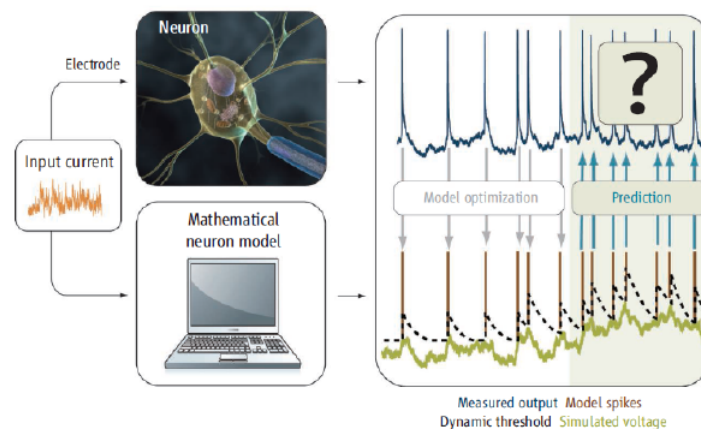 Neuron
Electrode
Input current
Mathematical
neuron model
?
Model optimization
Prediction
Measured output Model spikes
Dynamic threshold Simulated voltage